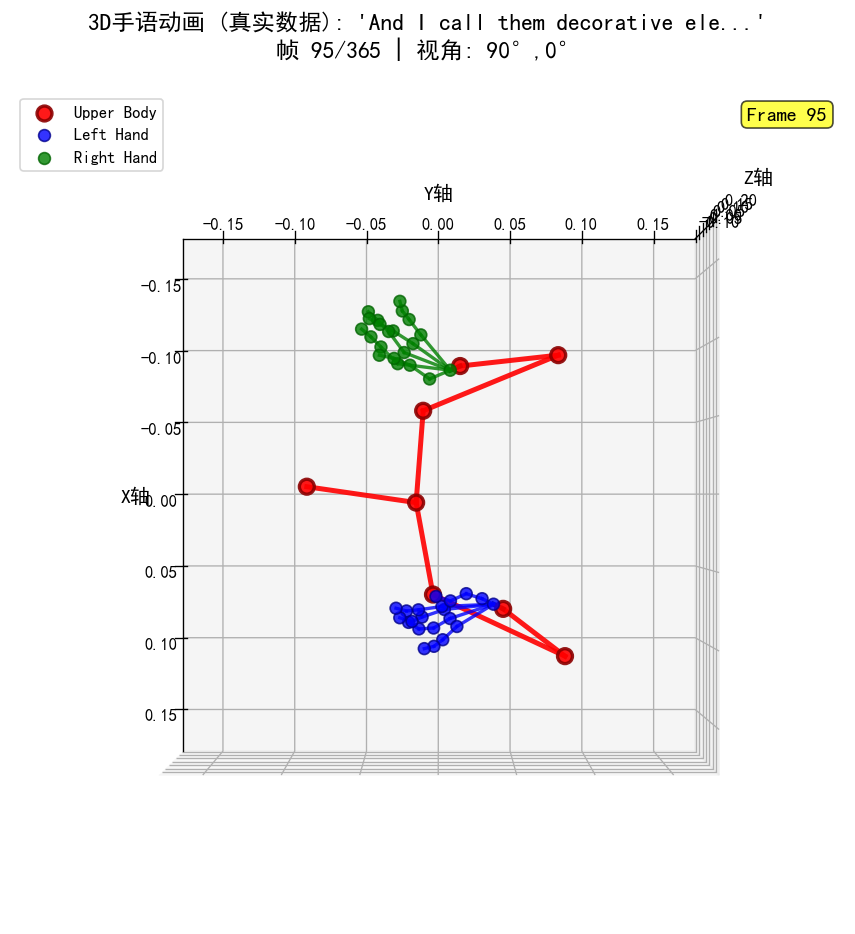 3D手语动画 (真实数据): 'And I call them decorative ele...'
帧 95/365 | 视角: 90°,0°
Upper Body
Left Hand
Right Hand
Frame 95
Z轴
Y轴
-0.15 -0.10 -0.05 0.00 0.05 0.10 0.15
-0.15
-0.10
-0.05
X轴
0.00
0.05
0.10
0.15